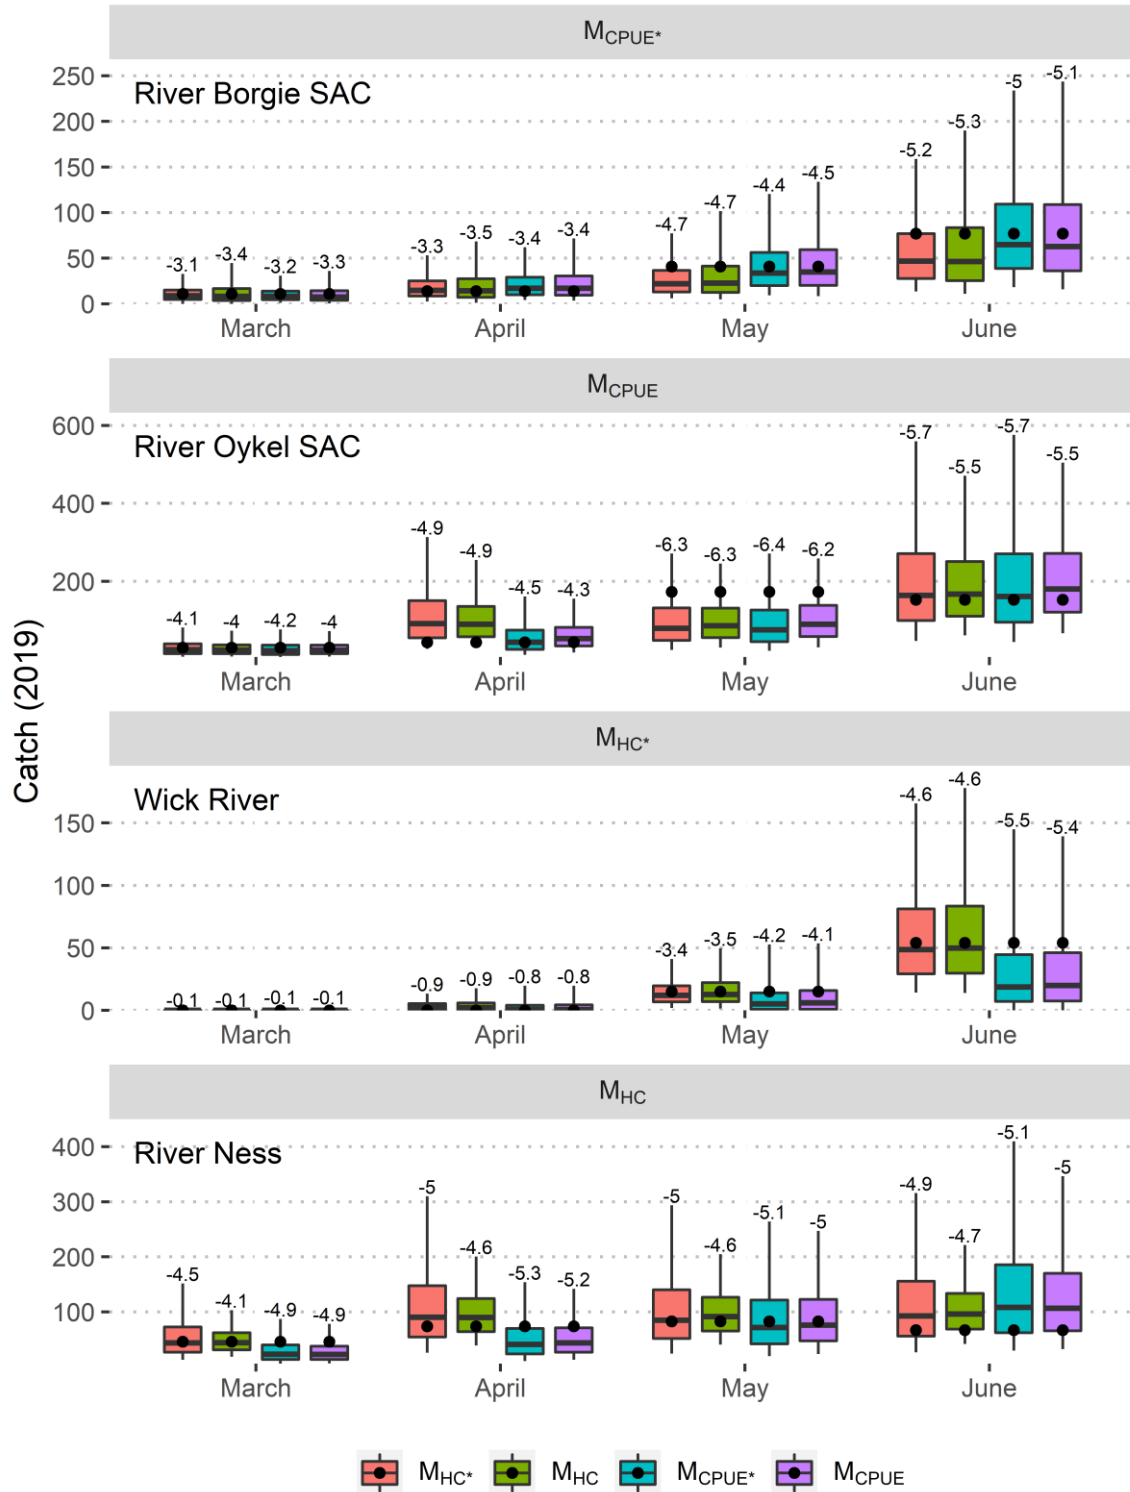 M_CPUE*
River Borgie SAC
250
200
150
100
50
0
-3.1 -3.4 -3.2 -3.3 -3.3 -3.5 -3.4 -3.4 -4.7 -4.7 -4.4 -4.5 -5.2 -5.3 -5 -5.1
March April May June
M_CPUE
River Oykel SAC
600
400
200
-4.1 -4 -4.2 -4 -4.9 -4.9 -4.5 -4.3 -6.3 -6.3 -6.4 -6.2 -5.7 -5.5 -5.7 -5.5
March April May June
Catch (2019)
M_HC*
Wick River
150
100
50
0
-0.1 -0.1 -0.1 -0.1 -0.9 -0.9 -0.8 -0.8 -3.4 -3.5 -4.2 -4.1 -4.6 -4.6 -5.5 -5.4
March April May June
M_HC
River Ness
400
300
200
100
-4.5 -4.1 -4.9 -4.9 -5 -4.6 -5.3 -5.2 -5 -4.6 -5.1 -5 -4.9 -4.7 -5.1 -5
March April May June
M_HC* M_HC M_CPUE* M_CPUE